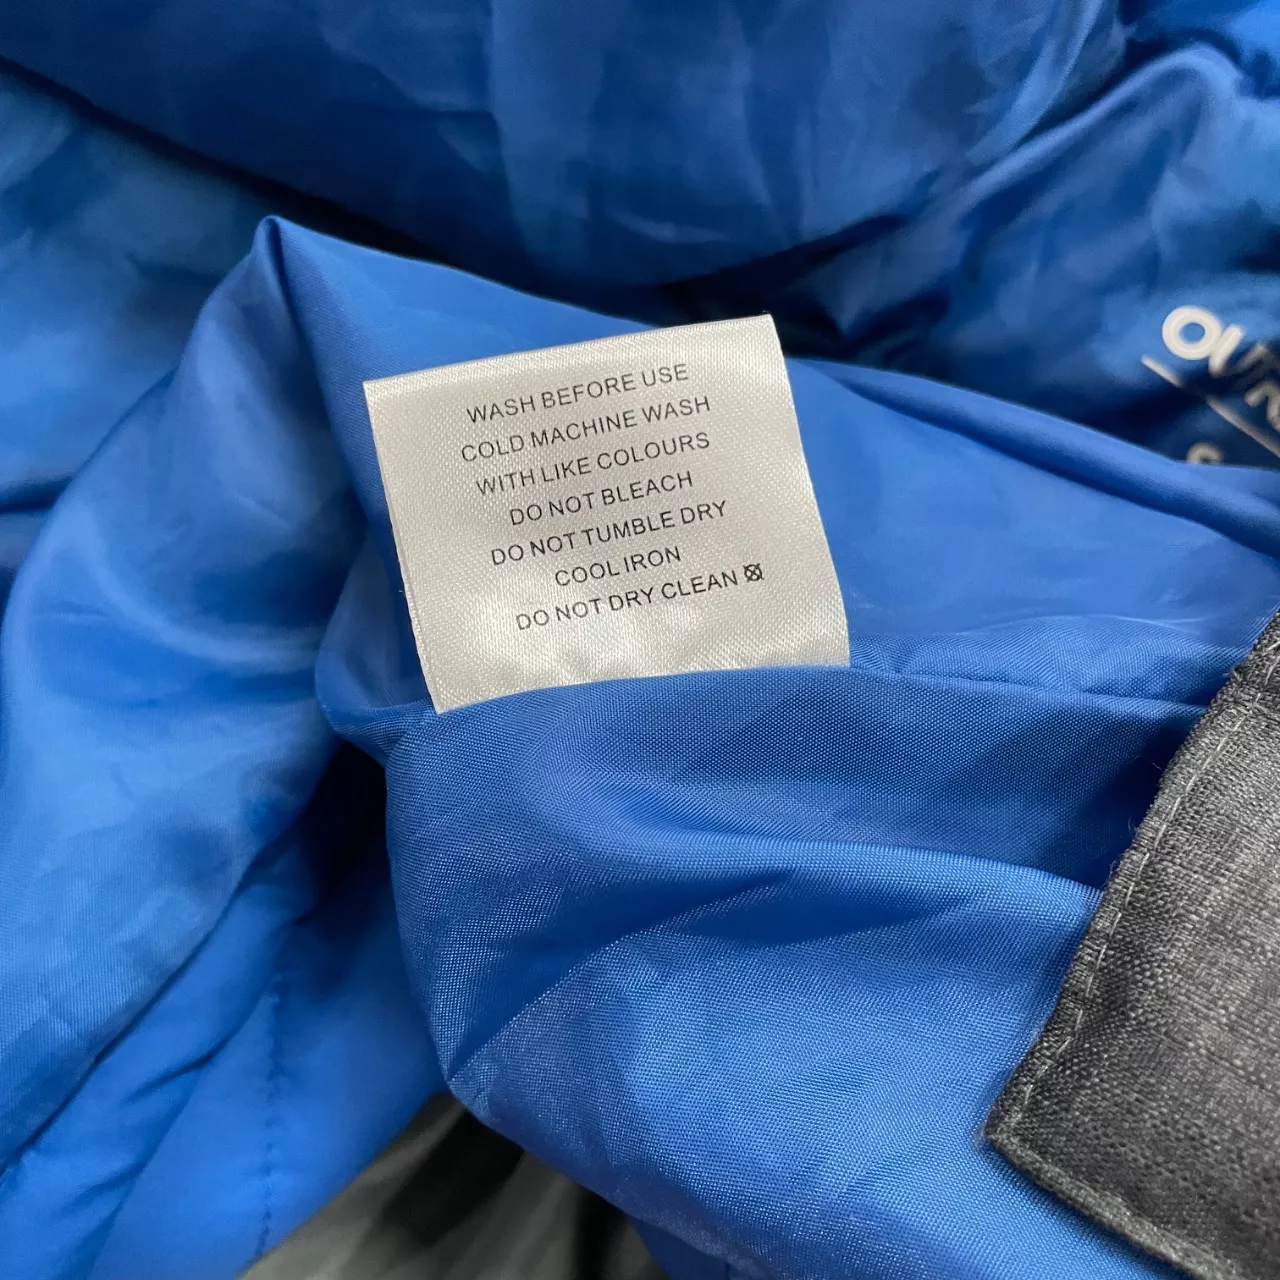 WASH BEFORE USE
COLD MACHINE WASH
WITH LIKE COLOURS
DO NOT BLEACH
DO NOT TUMBLE DRY
COOL IRON
DO NOT DRY CLEAN